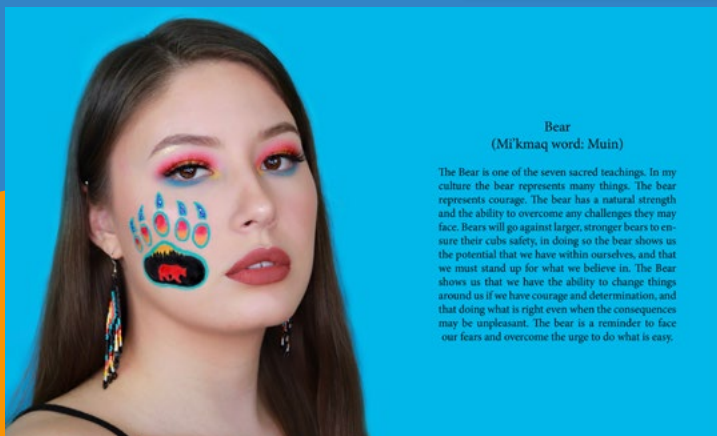 Bear
(Mi'kmaq word: Muin)
The Bear is one of the seven sacred teachings. In my
culture the bear represents many things. The bear
represents courage. The bear has a natural strength
and the ability to overcome any challenges they may
face. Bears will go against larger, stronger bears to en-
sure their cubs safety, in doing so the bear shows us
the potential that we have within ourselves, and that
we must stand up for what we believe in. The Bear
shows us that we have the ability to change things
around us if we have courage and determination, and
that doing what is right even when the consequences
may be unpleasant. The bear is a reminder to face
our fears and overcome the urge to do what is easy.